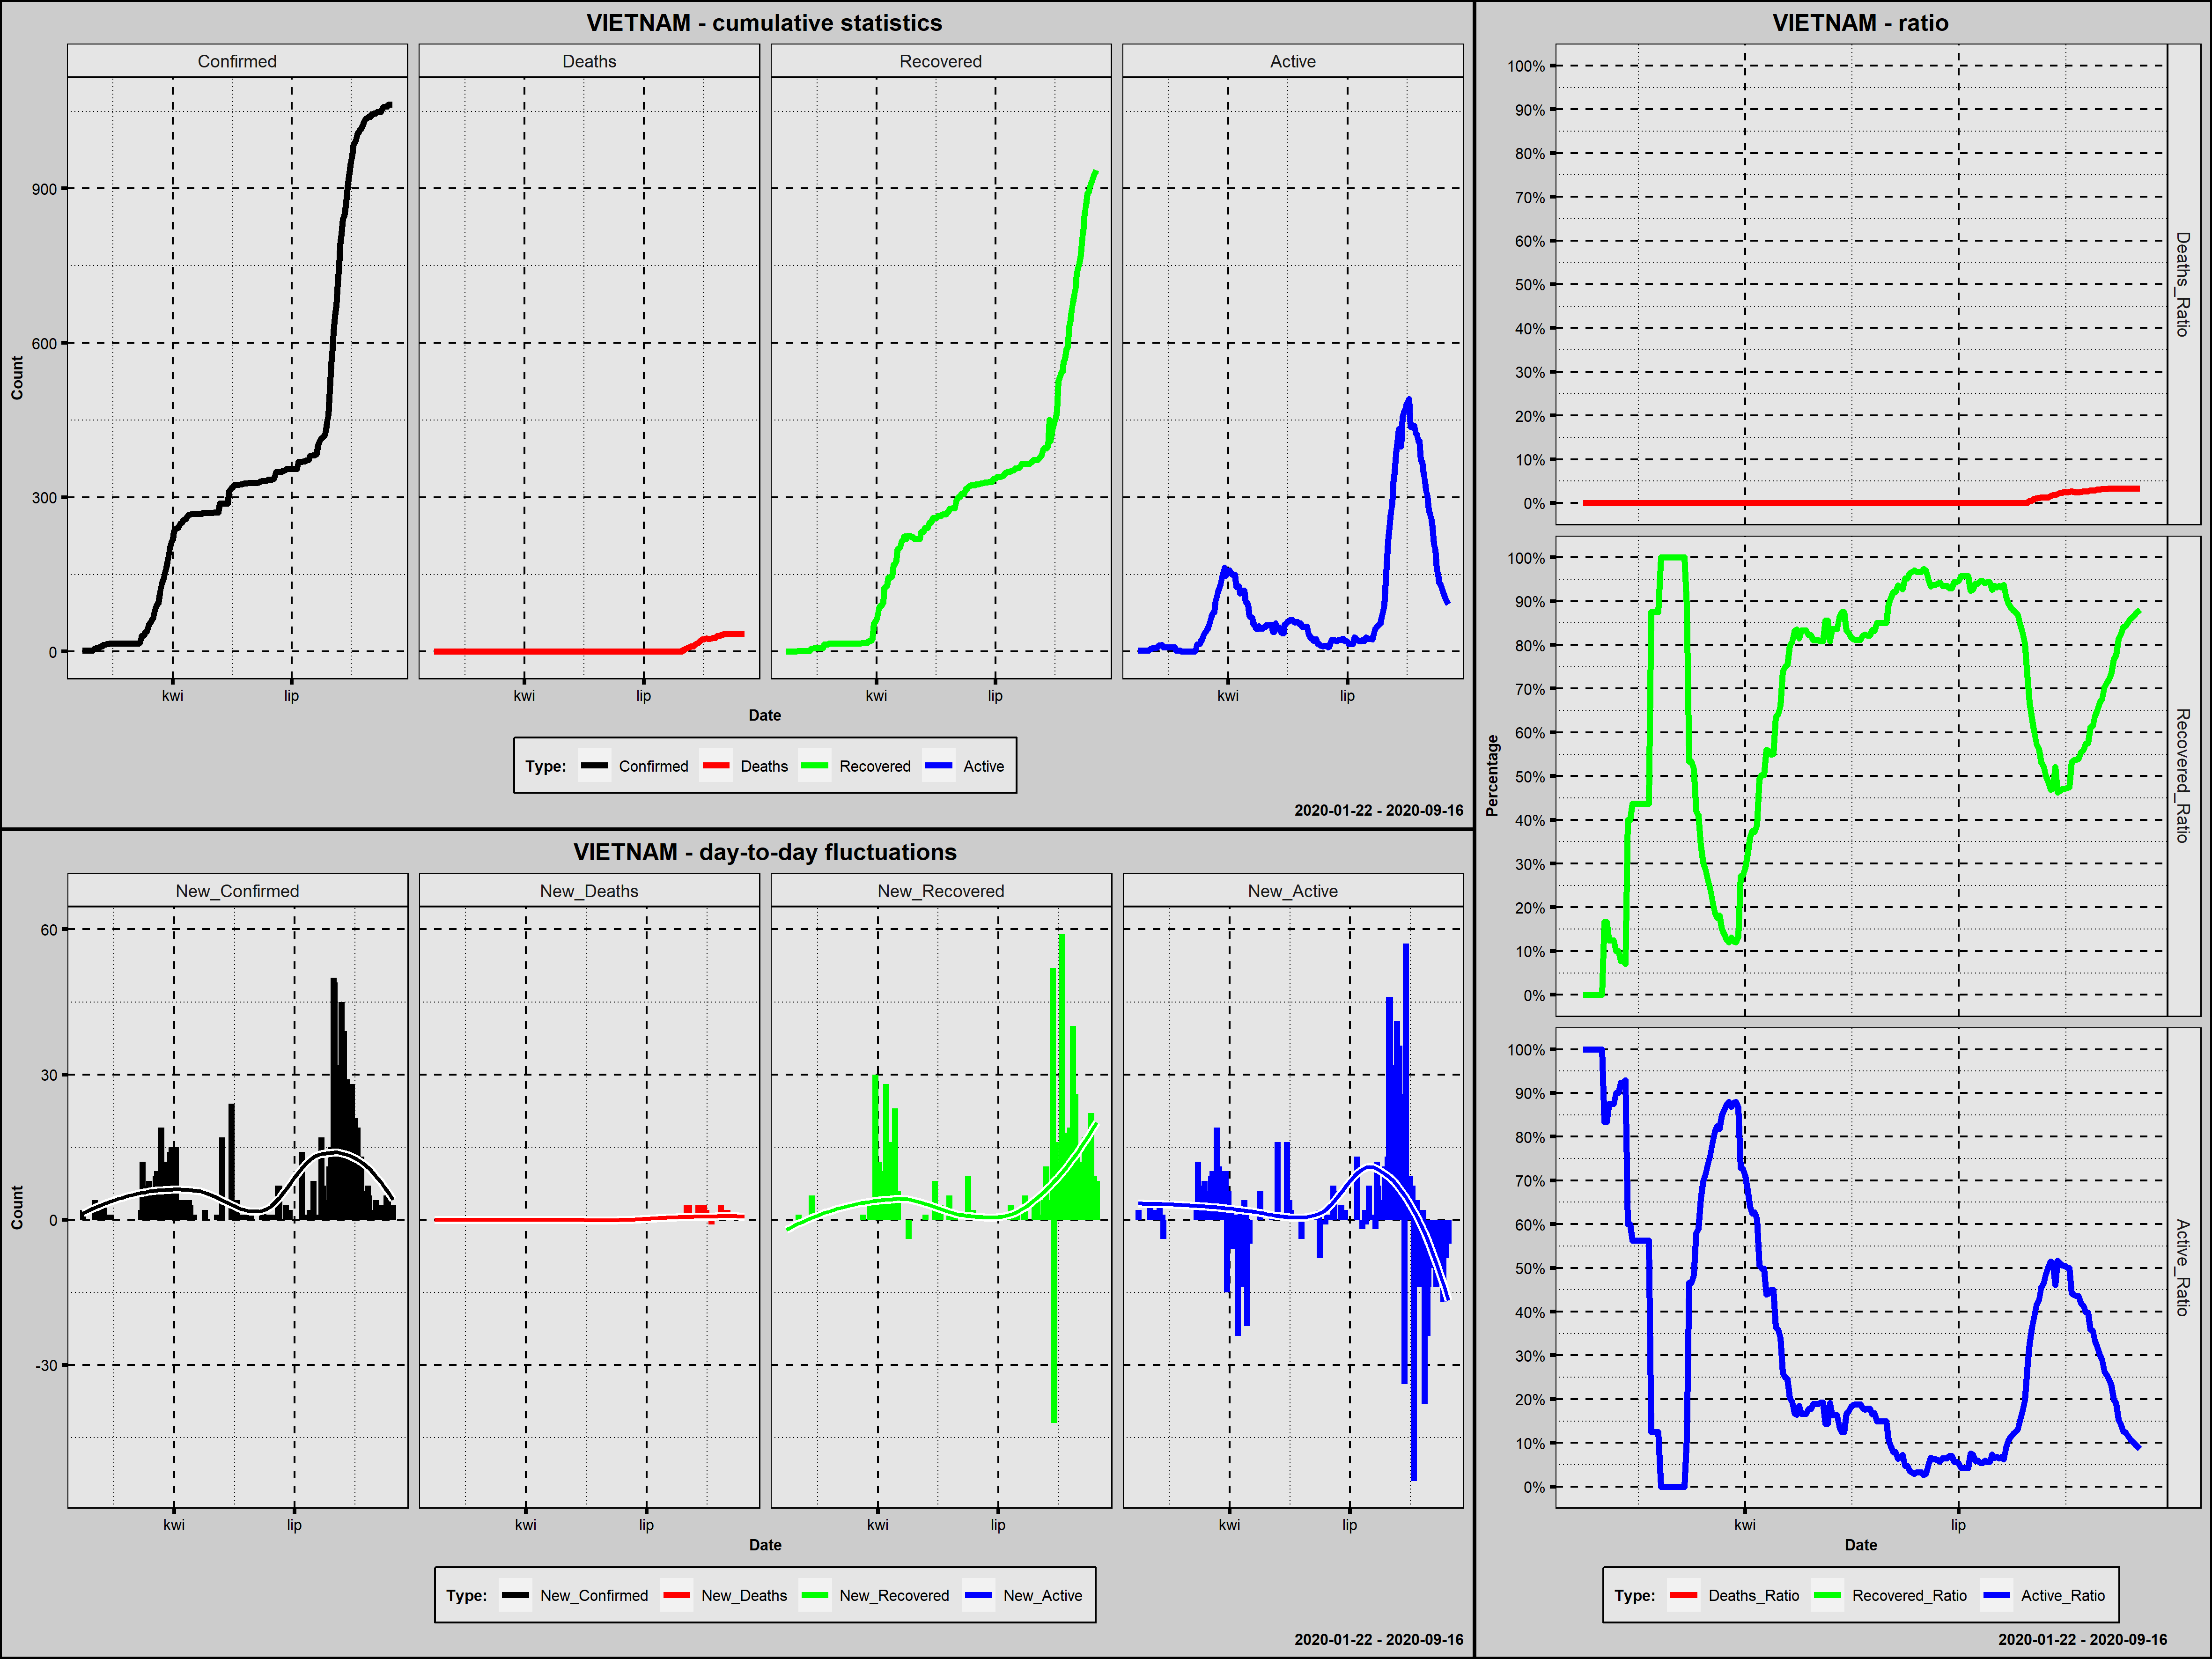 VIETNAM - cumulative statistics
Confirmed Deaths Recovered Active
Count
900
600
300
0
kwi lip kwi lip kwi lip kwi lip
Date
Type: Confirmed Deaths Recovered Active
2020-01-22 - 2020-09-16
VIETNAM - day-to-day fluctuations
New_Confirmed New_Deaths New_Recovered New_Active
Count
60
30
0
-30
kwi lip kwi lip kwi lip kwi lip
Date
Type: New_Confirmed New_Deaths New_Recovered New_Active
2020-01-22 - 2020-09-16
VIETNAM - ratio
Percentage
100%
90%
80%
70%
60%
50%
40%
30%
20%
10%
0%
Deaths_Ratio
100%
90%
80%
70%
60%
50%
40%
30%
20%
10%
0%
Recovered_Ratio
100%
90%
80%
70%
60%
50%
40%
30%
20%
10%
0%
Active_Ratio
kwi lip
Date
Type: Deaths_Ratio Recovered_Ratio Active_Ratio
2020-01-22 - 2020-09-16